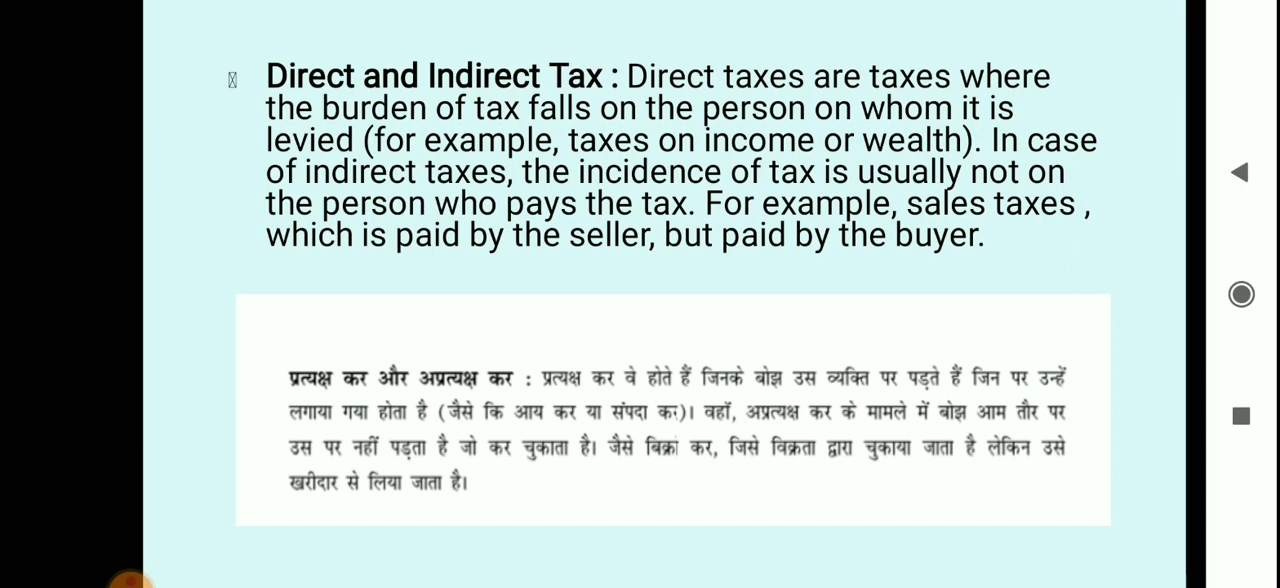 Direct and Indirect Tax : Direct taxes are taxes where
the burden of tax falls on the person on whom it is
levied (for example, taxes on income or wealth). In case
of indirect taxes, the incidence of tax is usually not on
the person who pays the tax. For example, sales taxes ,
which is paid by the seller, but paid by the buyer.
प्रत्यक्ष कर और अप्रत्यक्ष कर : प्रत्यक्ष कर वे होते हैं जिनके बोझ उस व्यक्ति पर पड़ते हैं जिन पर उन्हें
लगाया गया होता है (जैसे कि आय कर या संपदा कर)। वहाँ, अप्रत्यक्ष कर के मामले में बोझ आम तौर पर
उस पर नहीं पड़ता है जो कर चुकाता है। जैसे बिक्री कर, जिसे विक्रता द्वारा चुकाया जाता है लेकिन उसे
खरीदार से लिया जाता है।